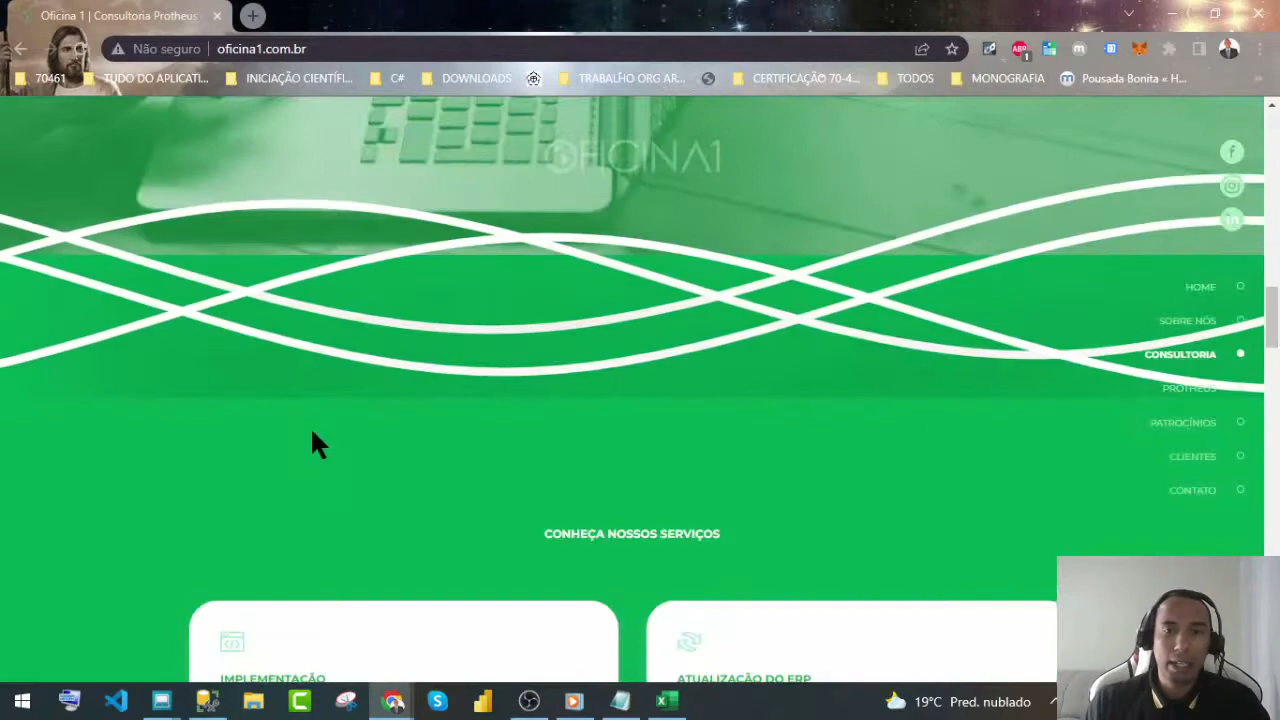 Oficina 1 | Consultoria Protheus
Não seguro
oficina1.com.br
70461
TUDO DO APLICATI...
INICIAÇÃO CIENTÍFI...
C#
DOWNLOADS
TRABALHO ORG AR...
CERTIFICAÇÃO 70-4...
TODOS
MONOGRAFIA
Pousada Bonita « H...
ABP
1
OFICINA1
HOME
SOBRE NÓS
CONSULTORIA
PROTHEUS
PATROCÍNIOS
CLIENTES
CONTATO
CONHEÇA NOSSOS SERVIÇOS
IMPLEMENTAÇÃO
ATUALIZAÇÃO DO ERP
19°C Pred. nublado